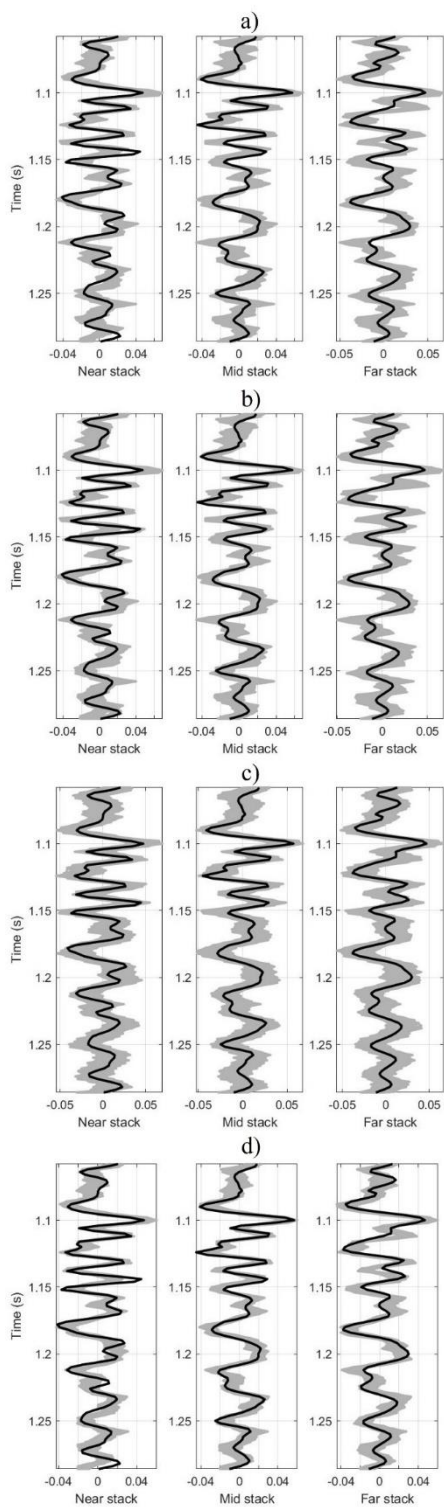 a)
1.1 1.1 1.1
1.15 1.15 1.15
Time (s)
1.2 1.2 1.2
1.25 1.25 1.25
-0.04 0 0.04 -0.04 0 0.04 -0.05 0 0.05
Near stack Mid stack Far stack
b)
1.1 1.1 1.1
1.15 1.15 1.15
Time (s)
1.2 1.2 1.2
1.25 1.25 1.25
-0.04 0 0.04 -0.04 0 0.04 -0.05 0 0.05
Near stack Mid stack Far stack
c)
1.1 1.1 1.1
1.15 1.15 1.15
Time (s)
1.2 1.2 1.2
1.25 1.25 1.25
-0.05 0 0.05 -0.05 0 0.05 -0.05 0 0.05
Near stack Mid stack Far stack
d)
1.1 1.1 1.1
1.15 1.15 1.15
Time (s)
1.2 1.2 1.2
1.25 1.25 1.25
-0.04 0 0.04 -0.04 0 0.04 -0.04 0 0.04
Near stack Mid stack Far stack